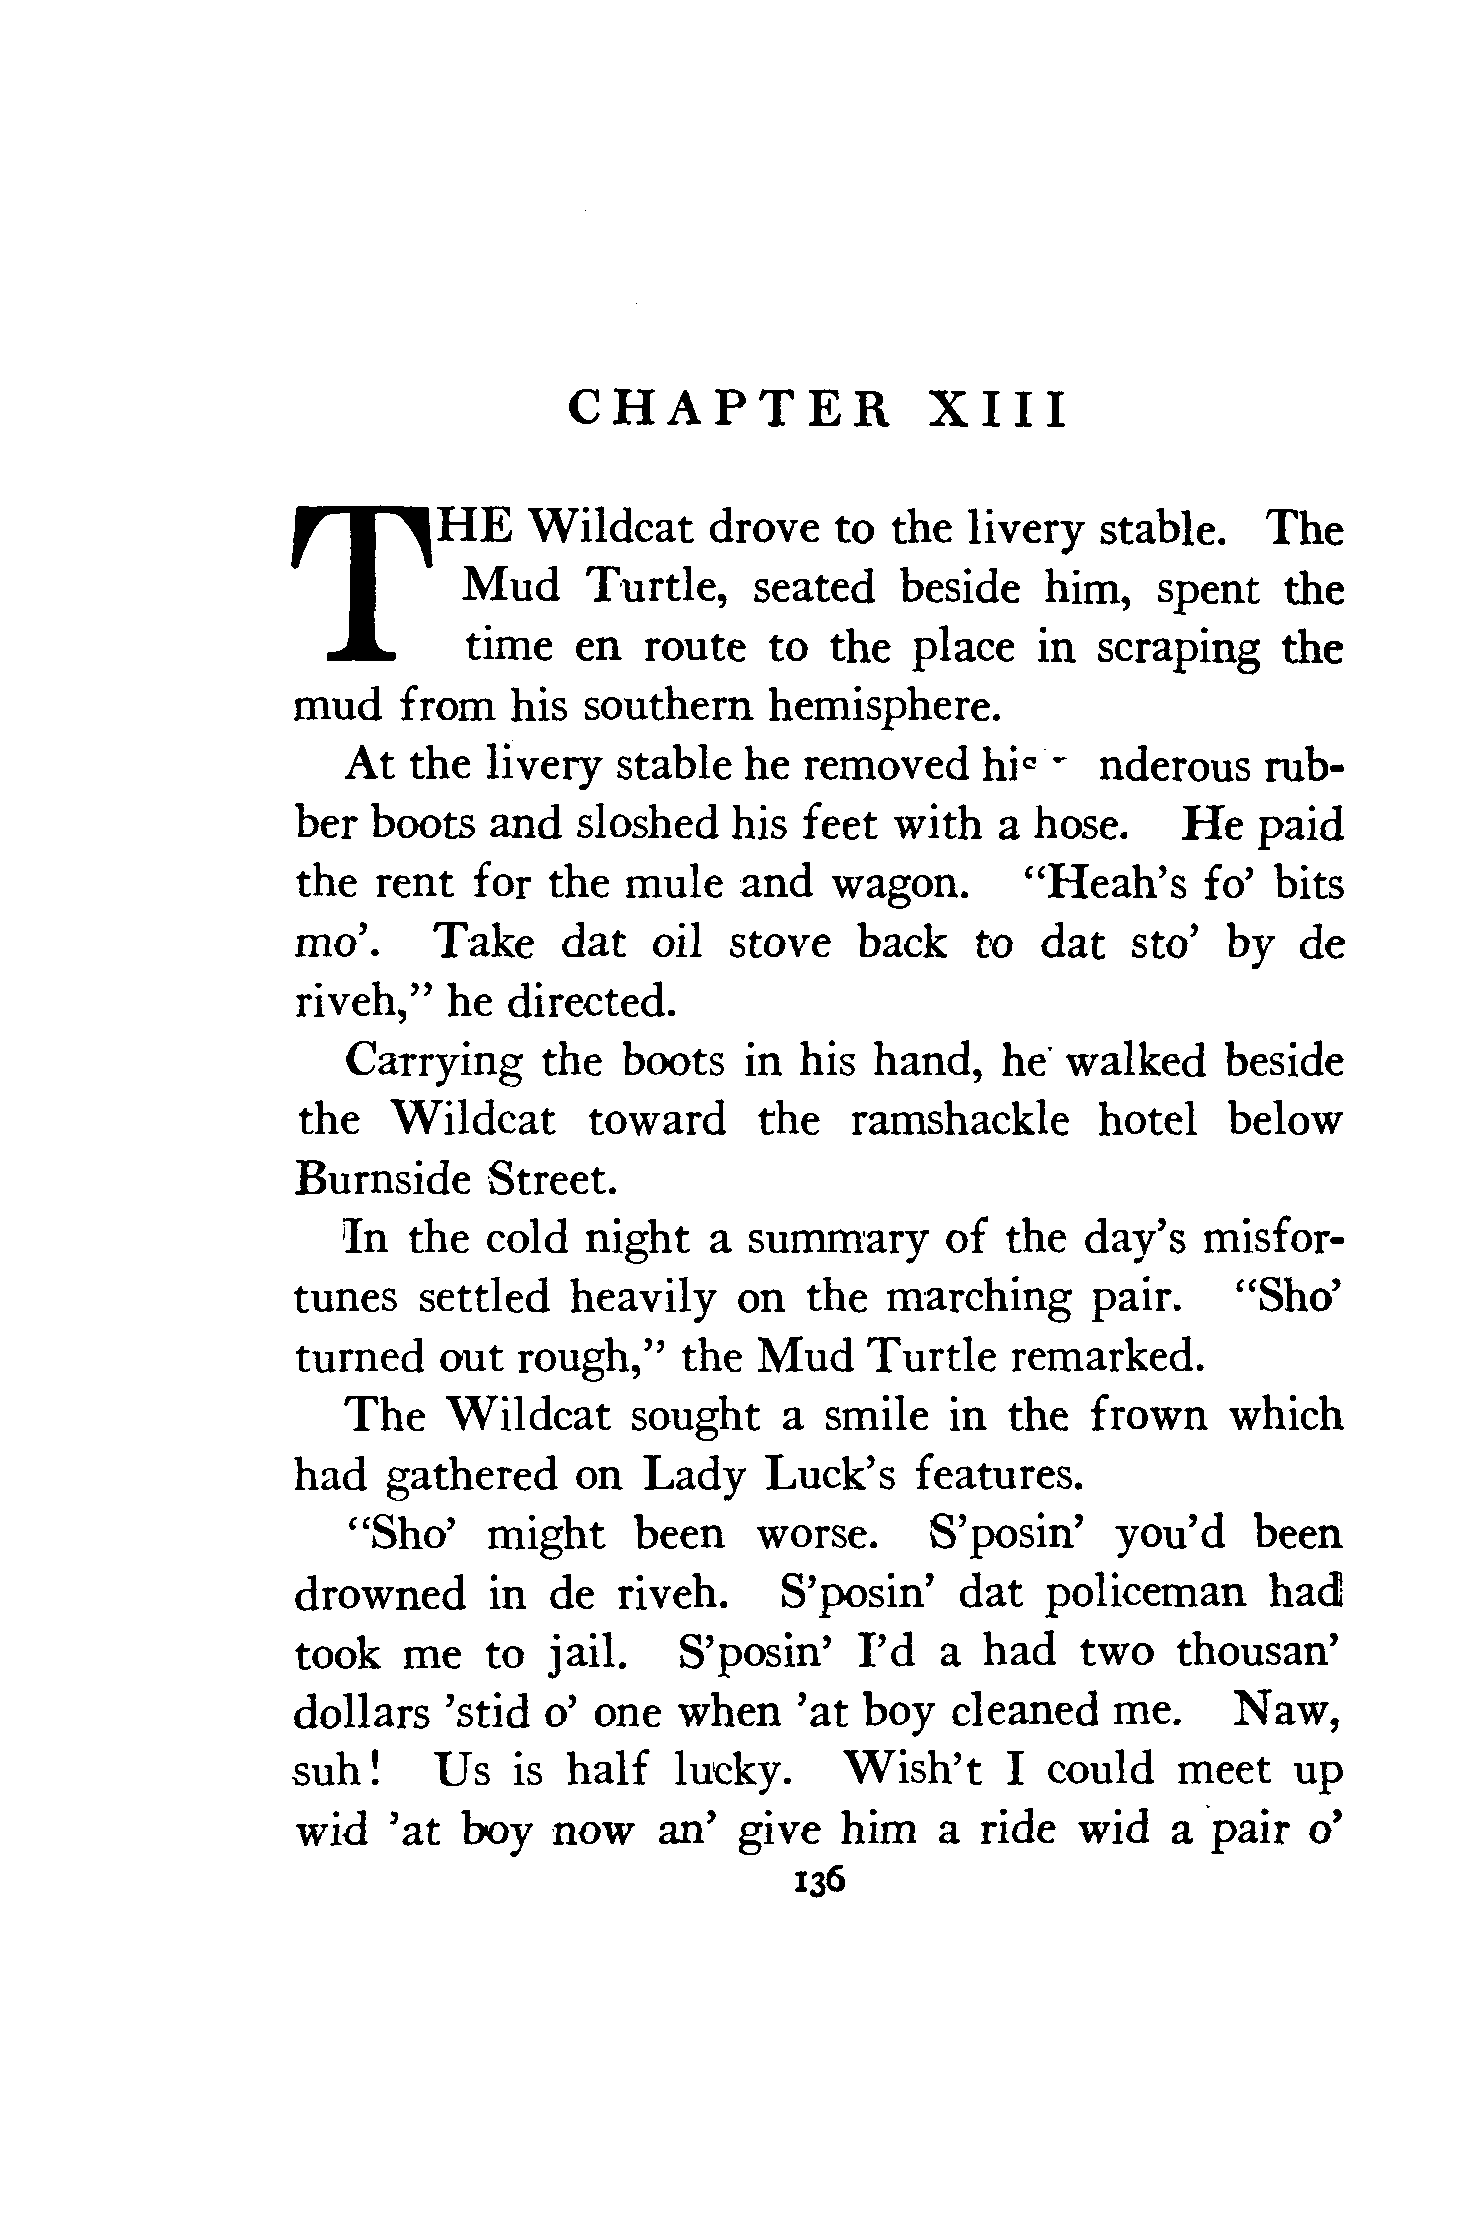 CHAPTER XIII
THE Wildcat drove to the livery stable. The
Mud Turtle, seated beside him, spent the
time en route to the place in scraping the
mud from his southern hemisphere.
At the livery stable he removed nderous rub-
ber boots and sloshed his feet with a hose. He paid
the rent for the mule and wagon. “Heah’s fo’ bits
mo’. Take dat oil stove back to dat sto’ by de
riveh,” he directed.
Carrying the boots in his hand, he walked beside
the Wildcat toward the ramshackle hotel below
Burnside Street.
In the cold night a summary of the day’s misfor-
tunes settled heavily on the marching pair. “Sho’
turned out rough,” the Mud Turtle remarked.
The Wildcat sought a smile in the frown which
had gathered on Lady Luck’s features.
“Sho’ might been worse. S’posin’ you’d been
drowned in de riveh. S’posin’ dat policeman had
took me to jail. S’posin’ I’d a had two thousan’
dollars ’stid o’ one when ’at boy cleaned me. Naw,
suh! Us is half lucky. Wish’t I could meet up
wid ’at boy now an’ give him a ride wid a pair o’
136